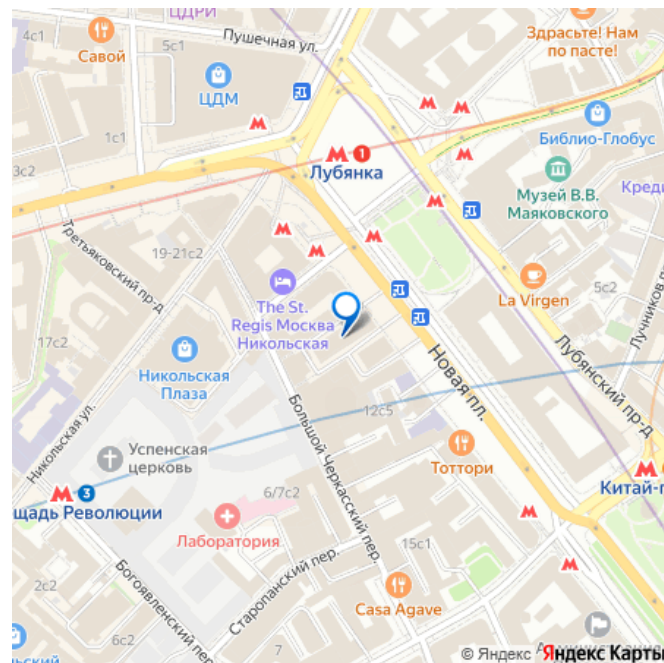 ЦДРИ
Пушечная ул.
5с1
Савой
ЦДМ
1с1
3с2
Здрасьте! Нам
по пасте!
Библио-Глобус
1
Лубянка
Музей В.В.
Маяковского
Третьяковский пр-д
19-21с2
The St.
Regis Москва
Никольская
La Virgen
5с2
Лучников п
17с2
Никольская
Плаза
Новая пл.
Лубянский пр-д
12с5
Никольская ул.
Успенская
церковь
Большой Черкасский пер.
Тоттори
3
щадь Революции
6/7с2
Лаборатория
Китай-г
15с1
Старопанский пер.
Богоявленский пер.
2с2
6с2
7
Casa Agave
© Яндекс Яндекс Карты